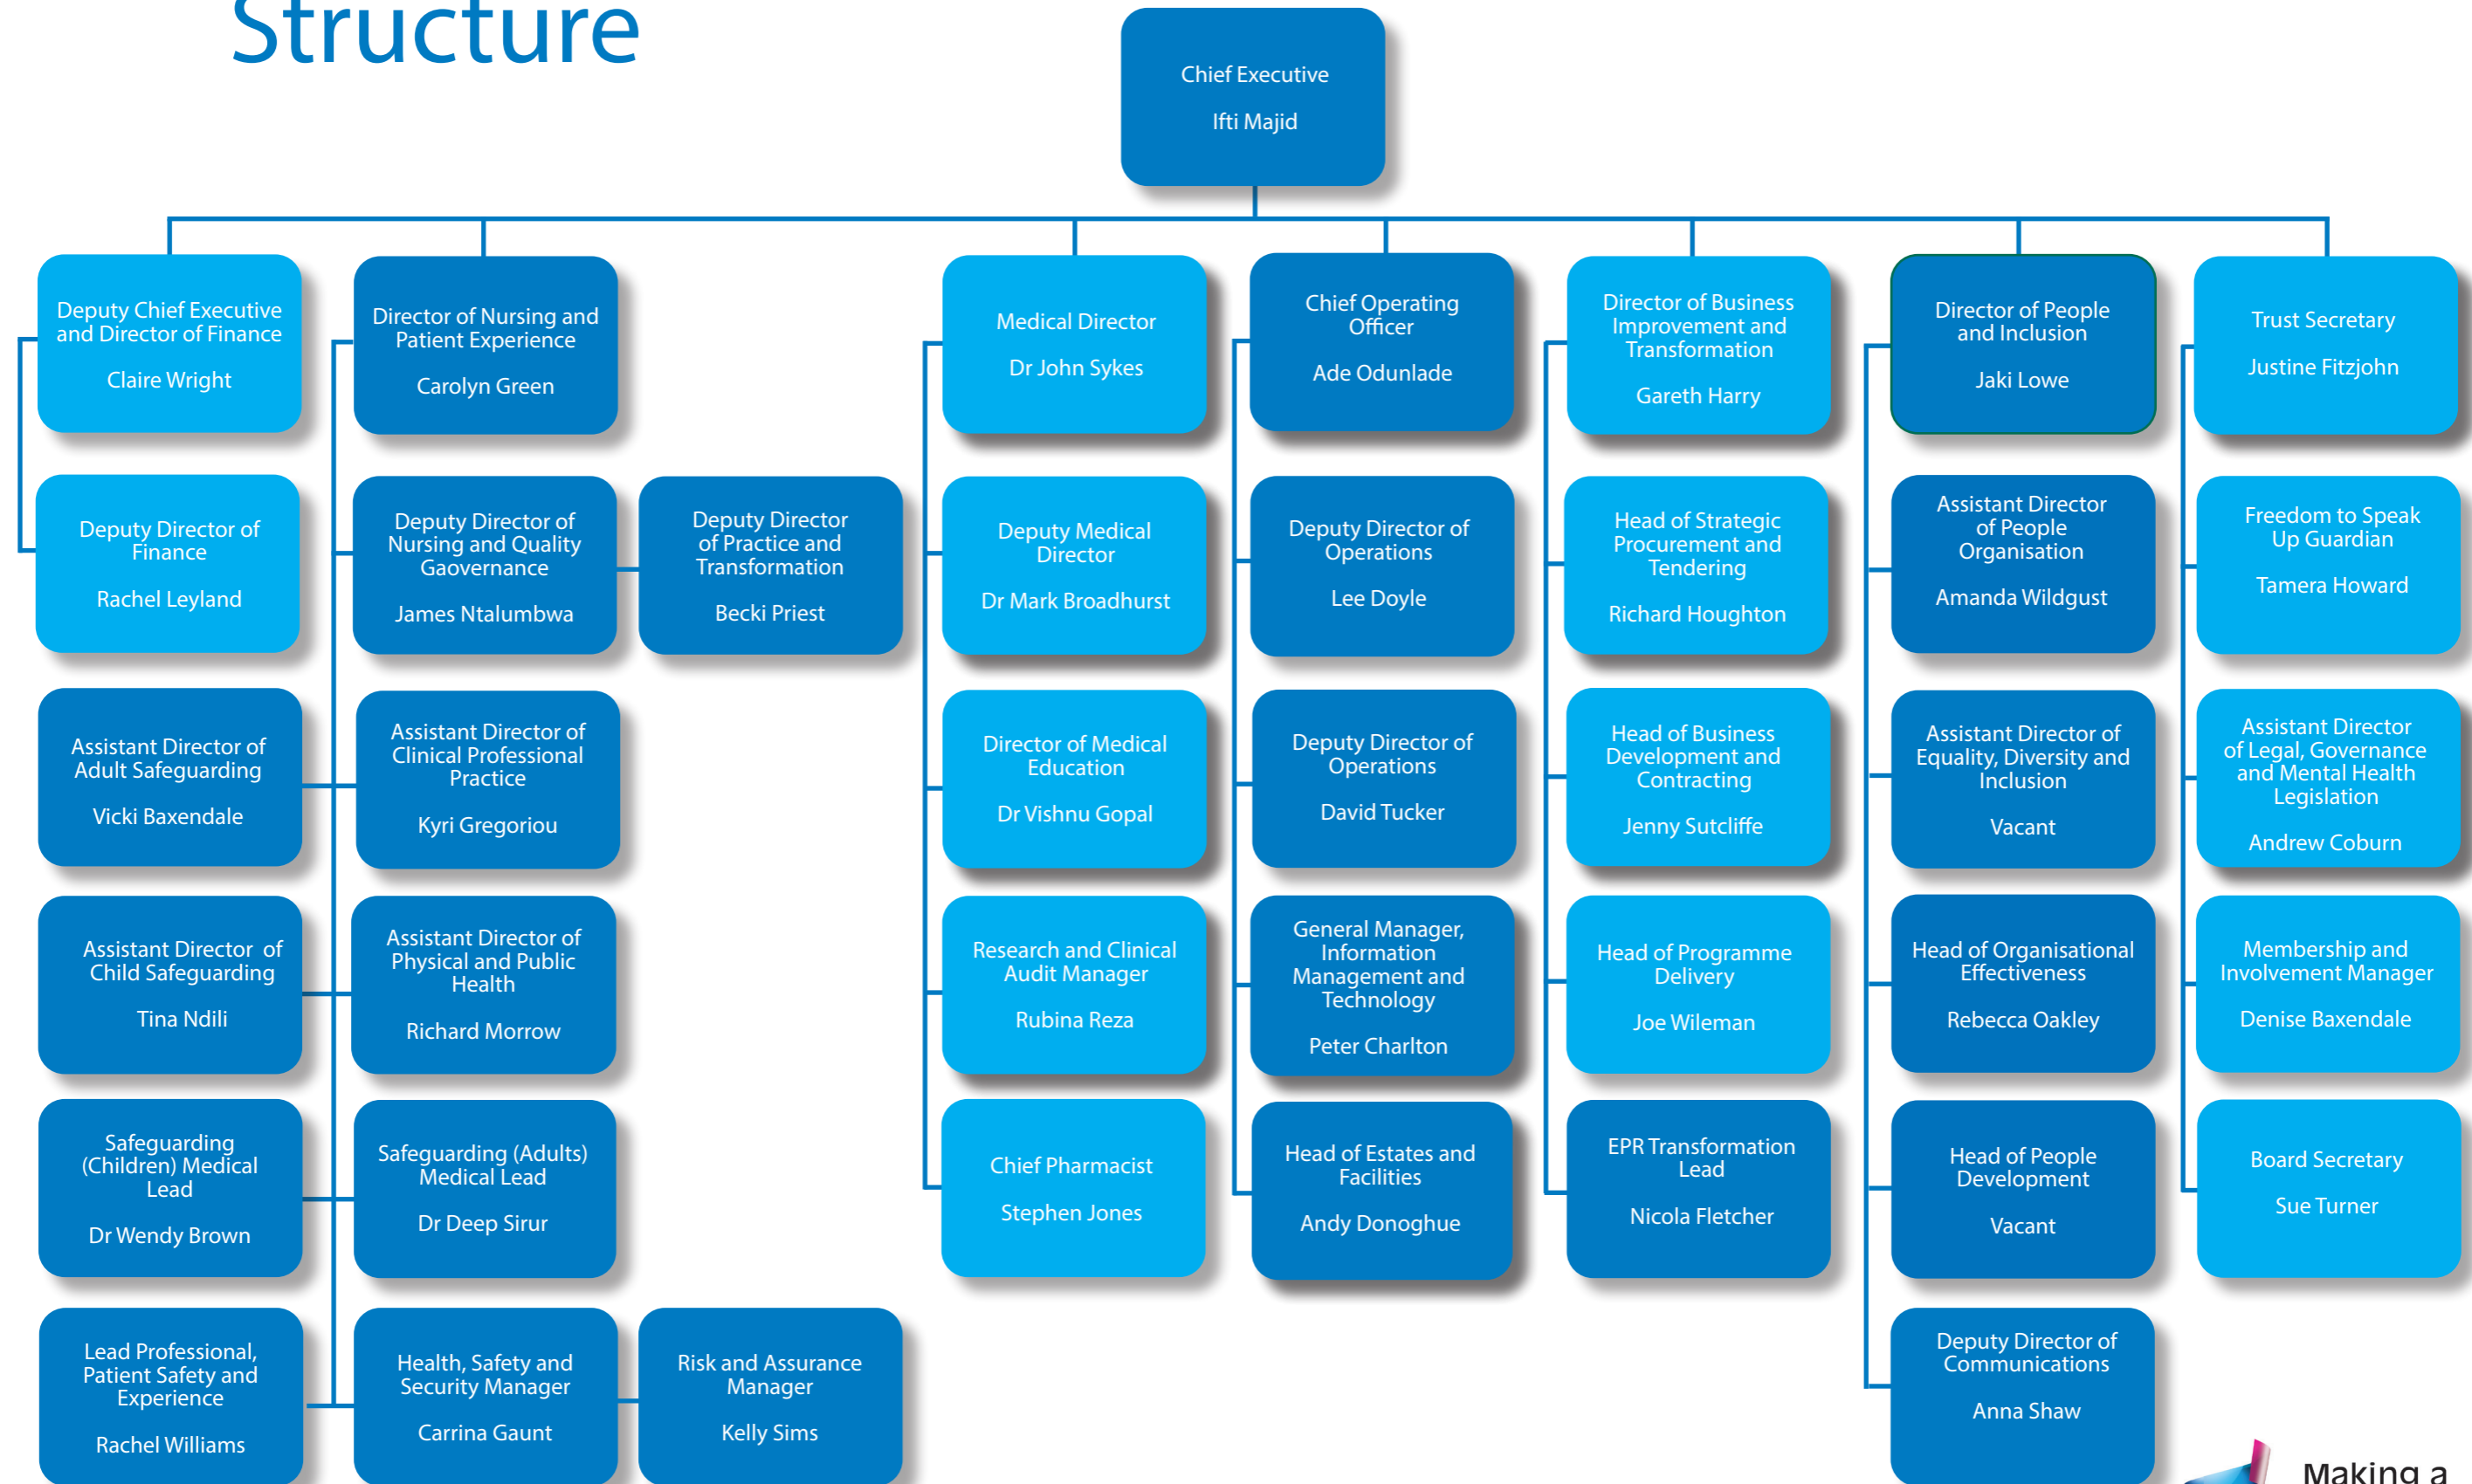 Structure
Chief Executive
Ifti Majid
Deputy Chief Executive
and Director of Finance
Claire Wright
Director of Nursing and
Patient Experience
Carolyn Green
Medical Director
Dr John Sykes
Chief Operating
Officer
Ade Odunlade
Director of Business
Improvement and
Transformation
Gareth Harry
Director of People
and Inclusion
Jaki Lowe
Trust Secretary
Justine Fitzjohn
Deputy Director of
Finance
Rachel Leyland
Deputy Director of
Nursing and Quality
Gaovernance
James Ntalumbwa
Deputy Director
of Practice and
Transformation
Becki Priest
Deputy Medical
Director
Dr Mark Broadhurst
Deputy Director of
Operations
Lee Doyle
Head of Strategic
Procurement and
Tendering
Richard Houghton
Assistant Director
of People
Organisation
Amanda Wildgust
Freedom to Speak
Up Guardian
Tamera Howard
Assistant Director of
Adult Safeguarding
Vicki Baxendale
Assistant Director of
Clinical Professional
Practice
Kyri Gregoriou
Director of Medical
Education
Dr Vishnu Gopal
Deputy Director of
Operations
David Tucker
Head of Business
Development and
Contracting
Jenny Sutcliffe
Assistant Director of
Equality, Diversity and
Inclusion
Vacant
Assistant Director
of Legal, Governance
and Mental Health
Legislation
Andrew Coburn
Assistant Director of
Child Safeguarding
Tina Ndili
Assistant Director of
Physical and Public
Health
Richard Morrow
Research and Clinical
Audit Manager
Rubina Reza
General Manager,
Information
Management and
Technology
Peter Charlton
Head of Programme
Delivery
Joe Wileman
Head of Organisational
Effectiveness
Rebecca Oakley
Membership and
Involvement Manager
Denise Baxendale
Safeguarding
(Children) Medical
Lead
Dr Wendy Brown
Safeguarding (Adults)
Medical Lead
Dr Deep Sirur
Chief Pharmacist
Stephen Jones
Head of Estates and
Facilities
Andy Donoghue
EPR Transformation
Lead
Nicola Fletcher
Head of People
Development
Vacant
Board Secretary
Sue Turner
Lead Professional,
Patient Safety and
Experience
Rachel Williams
Health, Safety and
Security Manager
Carrina Gaunt
Risk and Assurance
Manager
Kelly Sims
Deputy Director of
Communications
Anna Shaw
Making a